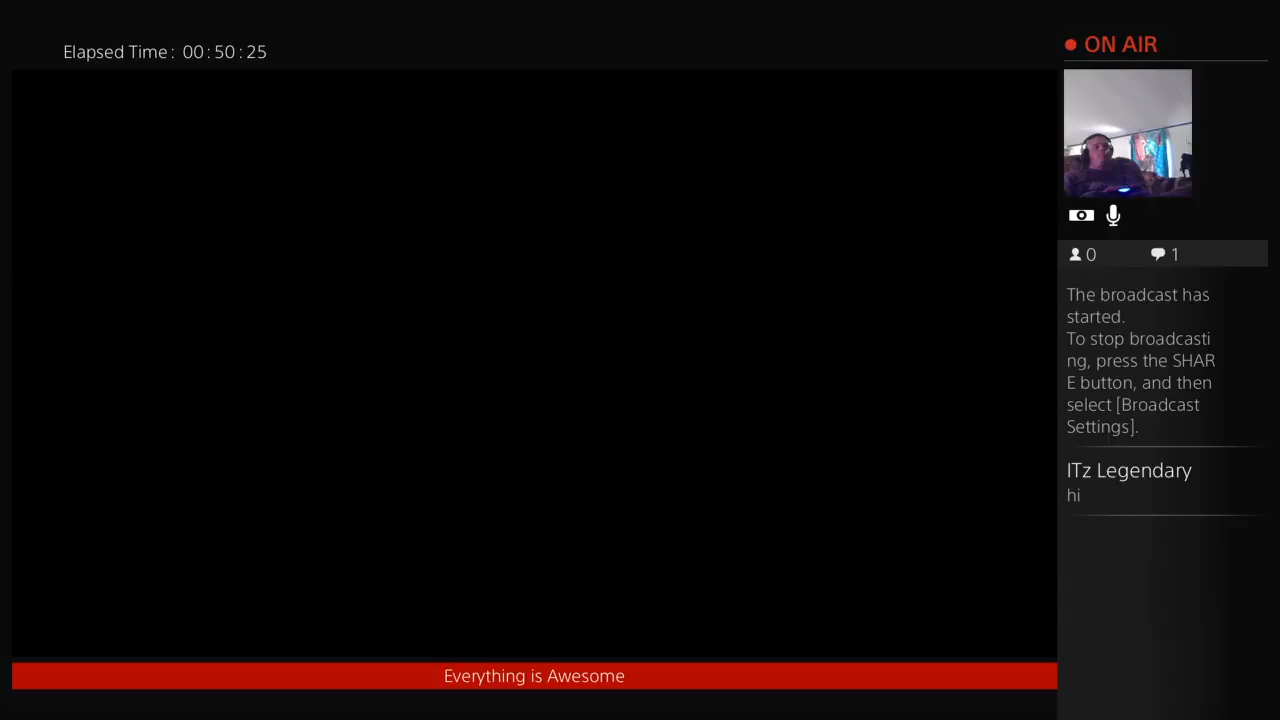 Elapsed Time: 00:50:25
ON AIR
0 1
The broadcast has
started.
To stop broadcasti
ng, press the SHAR
E button, and then
select [Broadcast
Settings].
ITz Legendary
hi
Everything is Awesome